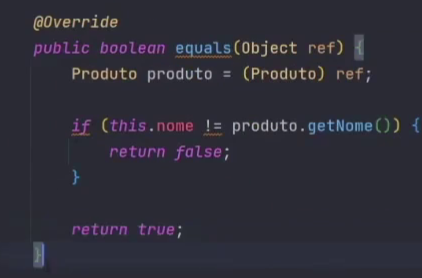 @Override
public boolean equals(Object ref) {
Produto produto = (Produto) ref;
if (this.nome != produto.getNome()) {
return false;
}
return true;
}